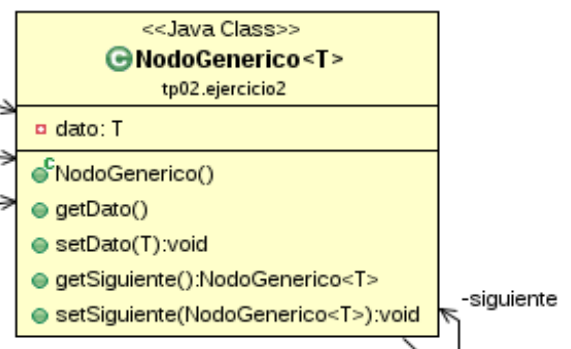 <<Java Class>>
NodoGenerico<T>
tp02.ejercicio2
dato: T
NodoGenerico()
getDato()
setDato(T):void
getSiguiente():NodoGenerico<T>
setSiguiente(NodoGenerico<T>):void
-siguiente